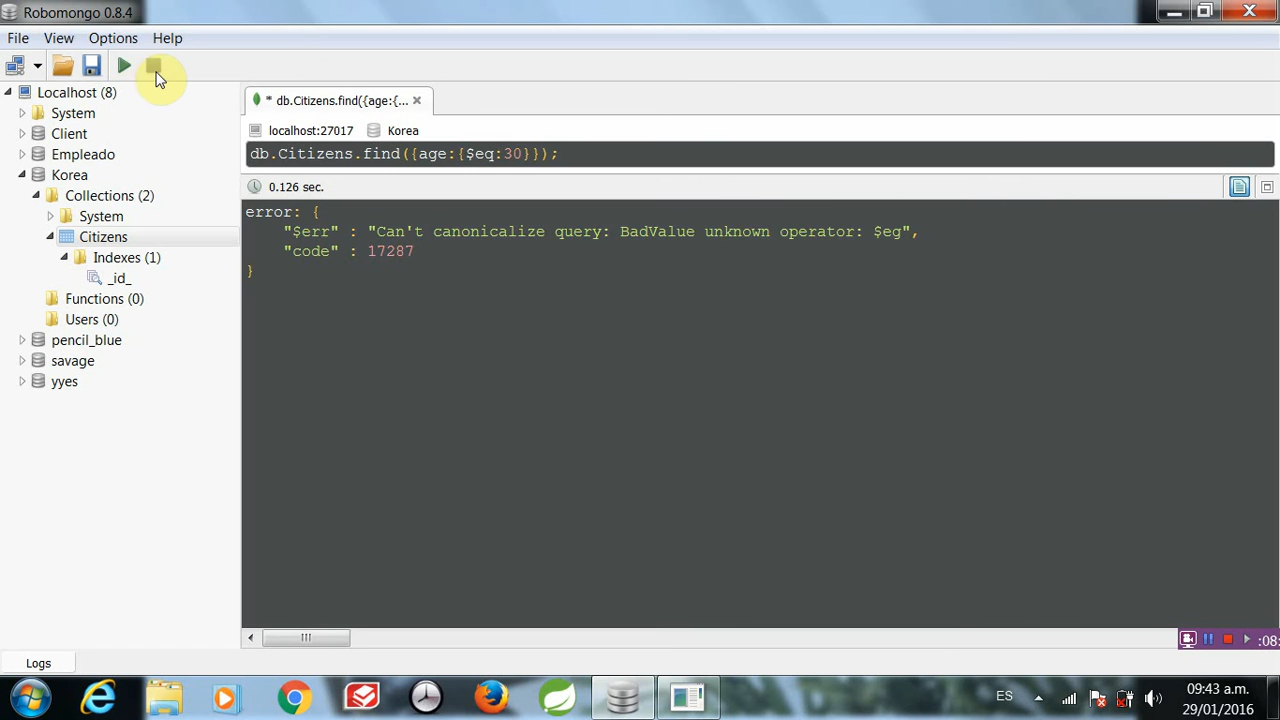 Robomongo 0.8.4
File View Options Help
Localhost (8)
System
Client
Empleado
Korea
Collections (2)
System
Citizens
Indexes (1)
_id_
Functions (0)
Users (0)
pencil_blue
savage
yyes
* db.Citizens.find({age:{...
localhost:27017 Korea
db.Citizens.find({age:{$eq:30}});
0.126 sec.
error: {
"$err" : "Can't canonicalize query: BadValue unknown operator: $eg",
"code" : 17287
}
:08:
Logs
ES
09:43 a.m.
29/01/2016